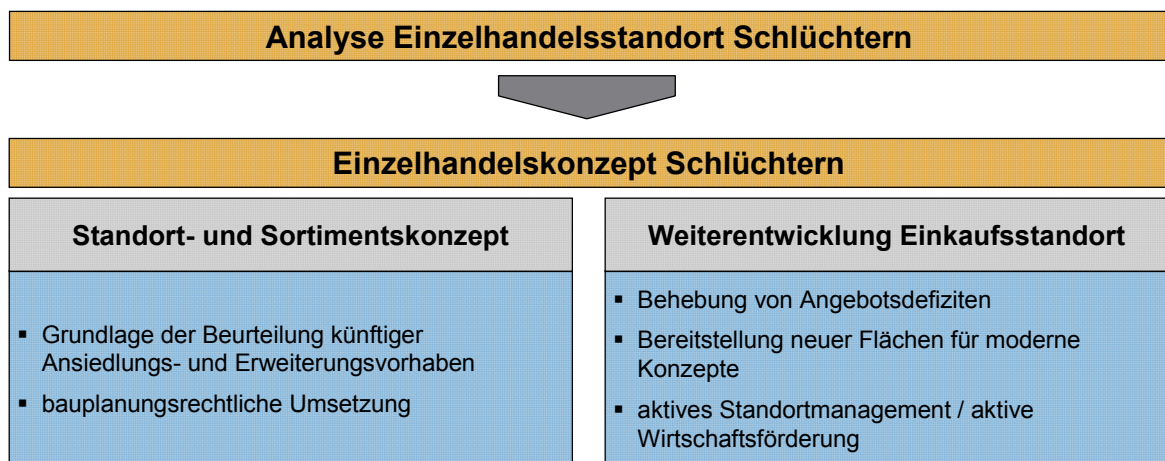 Analyse Einzelhandelsstandort Schlüchtern
Einzelhandelskonzept Schlüchtern
Standort- und Sortimentskonzept
▪ Grundlage der Beurteilung künftiger
Ansiedlungs- und Erweiterungsvorhaben
▪ bauplanungsrechtliche Umsetzung
Weiterentwicklung Einkaufsstandort
▪ Behebung von Angebotsdefiziten
▪ Bereitstellung neuer Flächen für moderne
Konzepte
▪ aktives Standortmanagement / aktive
Wirtschaftsförderung